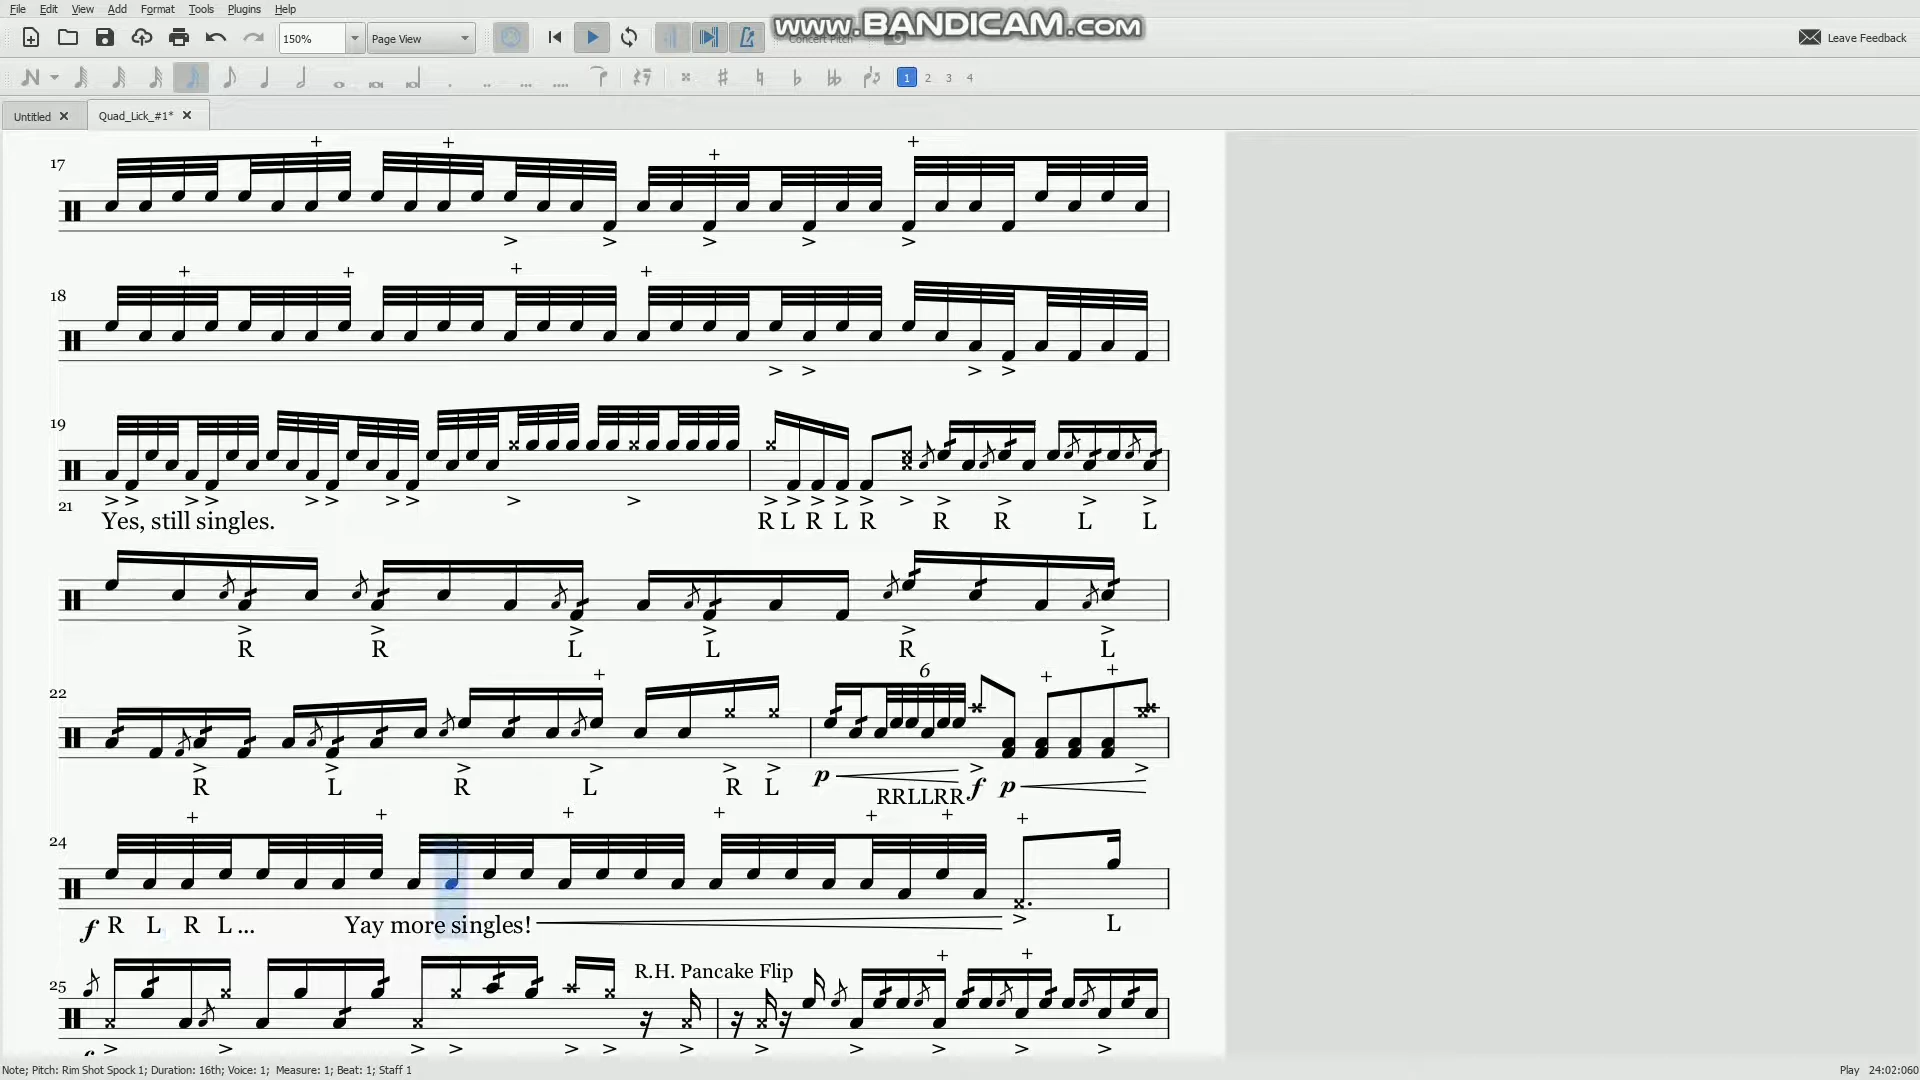 File Edit View Add Format Tools Plugins Help
www.BANDICAM.com
150% Page View Concert Pitch Leave Feedback
1 2 3 4
Untitled Quad_Lick_#1*
17
18
19
21
Yes, still singles. R L R L R R R L L
R R L L R L
6
22
p f p
R L R L R L RRLLRR
24
f R L R L ... Yay more singles! L
R.H. Pancake Flip
25
Note; Pitch: Rim Shot Spock 1; Duration: 16th; Voice: 1; Measure: 1; Beat: 1; Staff 1 Play 24:02:060